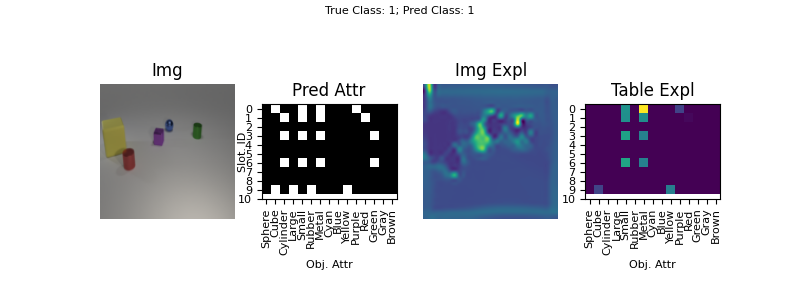 True Class: 1; Pred Class: 1
Img
Pred Attr
Img Expl
Table Expl
Slot. ID
0
1
2
3
4
5
6
7
8
9
10
Sphere
Cube
Cylinder
Large
Small
Rubber
Metal
Cyan
Blue
Yellow
Purple
Red
Green
Gray
Brown
Obj. Attr
0
1
2
3
4
5
6
7
8
9
10
Sphere
Cube
Cylinder
Large
Small
Rubber
Metal
Cyan
Blue
Yellow
Purple
Red
Green
Gray
Brown
Obj. Attr